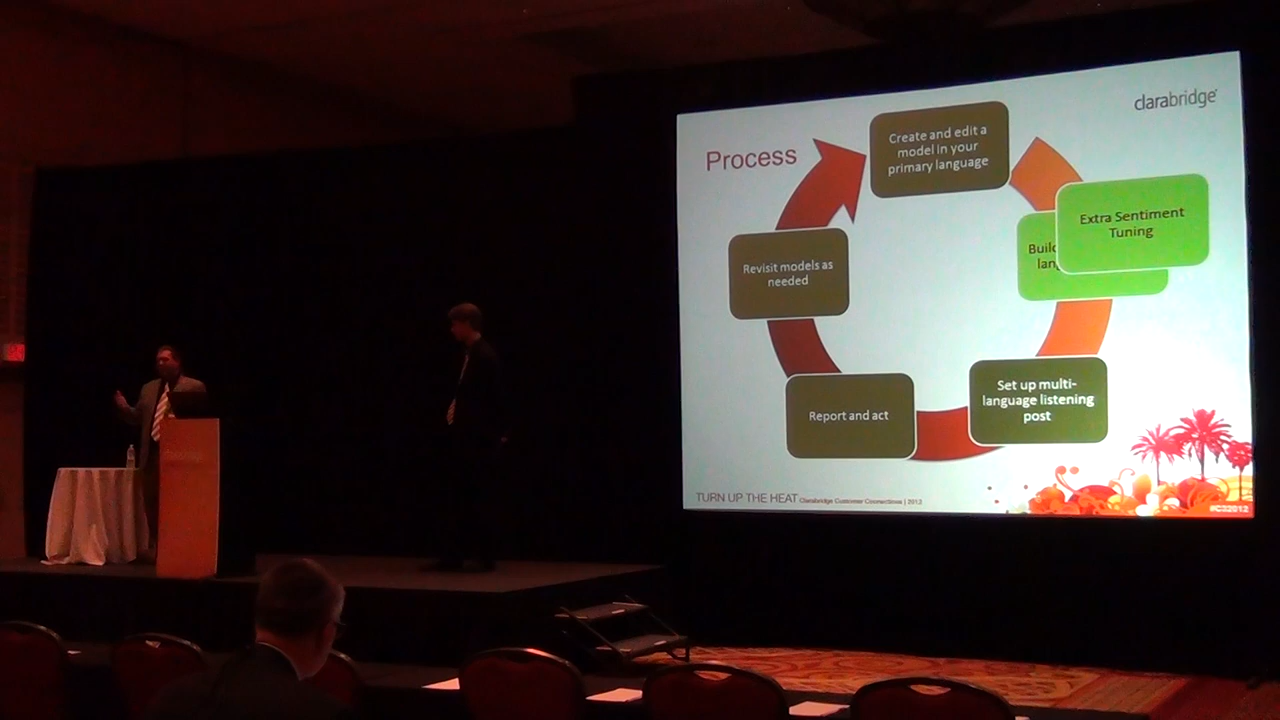 clarabridge
Process
Create and edit a
model in your
primary language
Extra Sentiment
Tuning
Revisit models as
needed
Set up multi-
language listening
post
Report and act
TURN UP THE HEAT Clarabridge Customer Connections | 2012
#C32012